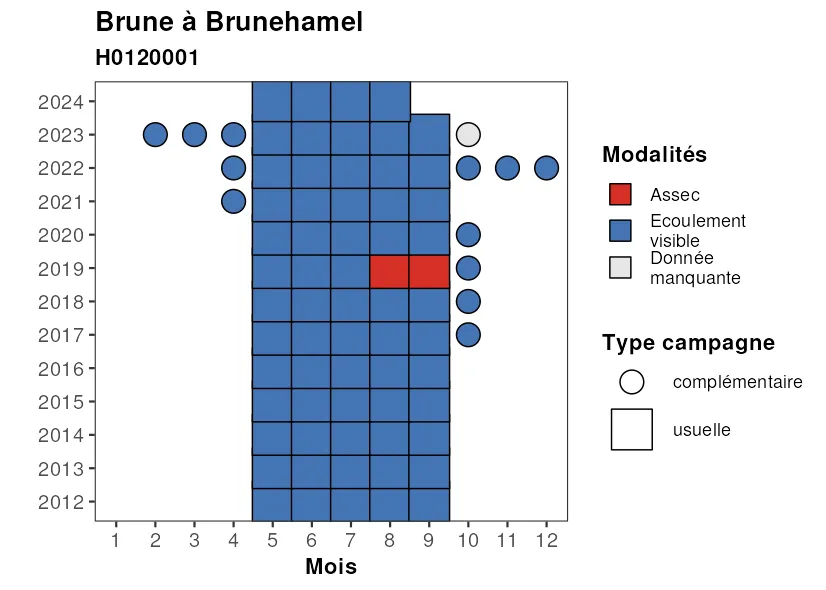 Brune à Brunehamel
H0120001
2024
2023
2022
2021
2020
2019
2018
2017
2016
2015
2014
2013
2012
1 2 3 4 5 6 7 8 9 10 11 12
Mois
Modalités
Assec
Ecoulement
visible
Donnée
manquante
Type campagne
complémentaire
usuelle